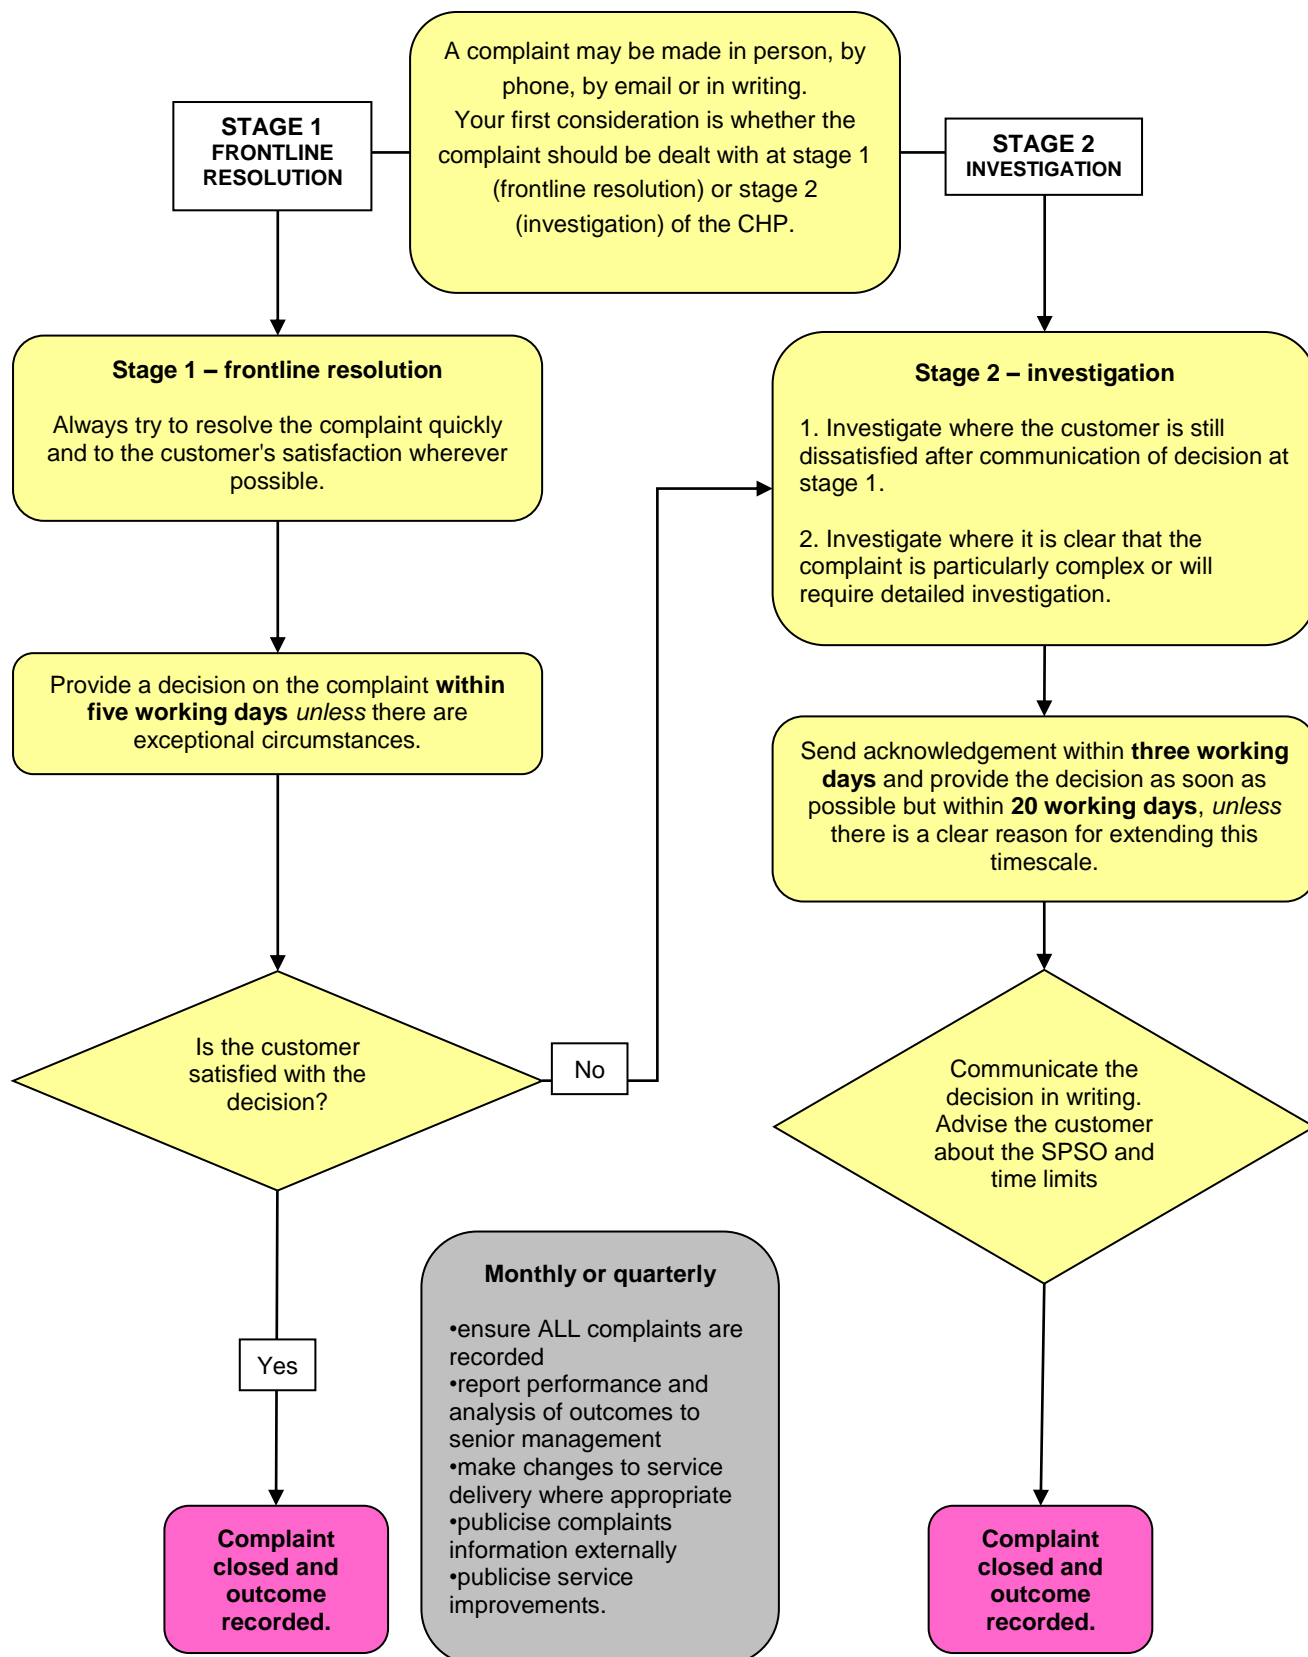 A complaint may be made in person, by
phone, by email or in writing.
Your first consideration is whether the
complaint should be dealt with at stage 1
(frontline resolution) or stage 2
(investigation) of the CHP.
STAGE 1
FRONTLINE
RESOLUTION
STAGE 2
INVESTIGATION
Stage 1 – frontline resolution
Always try to resolve the complaint quickly
and to the customer's satisfaction wherever
possible.
Provide a decision on the complaint within
five working days unless there are
exceptional circumstances.
Is the customer
satisfied with the
decision?
No
Yes
Complaint
closed and
outcome
recorded.
Stage 2 – investigation
1. Investigate where the customer is still
dissatisfied after communication of decision at
stage 1.
2. Investigate where it is clear that the
complaint is particularly complex or will
require detailed investigation.
Send acknowledgement within three working
days and provide the decision as soon as
possible but within 20 working days, unless
there is a clear reason for extending this
timescale.
Communicate the
decision in writing.
Advise the customer
about the SPSO and
time limits
Complaint
closed and
outcome
recorded.
Monthly or quarterly
•ensure ALL complaints are
recorded
•report performance and
analysis of outcomes to
senior management
•make changes to service
delivery where appropriate
•publicise complaints
information externally
•publicise service
improvements.